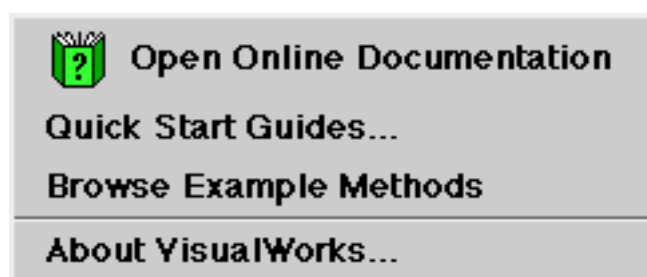 ?
Open Online Documentation
Quick Start Guides...
Browse Example Methods
About VisualWorks...